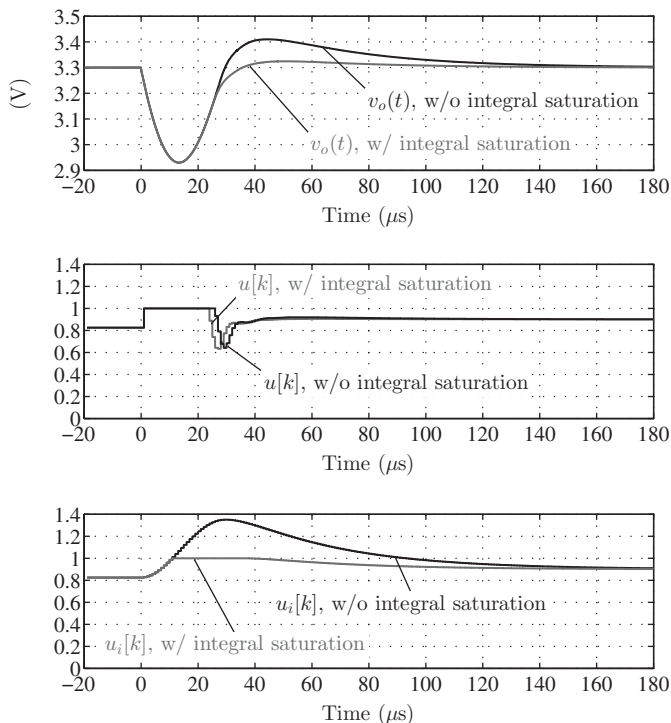 3.5
3.4
3.3
3.2
3.1
3
2.9
(V)
v_o(t), w/o integral saturation
v_o(t), w/ integral saturation
−20 0 20 40 60 80 100 120 140 160 180
Time (μs)
1.4
1.2
1
0.8
0.6
0.4
0.2
0
u[k], w/ integral saturation
u[k], w/o integral saturation
−20 0 20 40 60 80 100 120 140 160 180
Time (μs)
1.4
1.2
1
0.8
0.6
0.4
0.2
0
u_i[k], w/o integral saturation
u_i[k], w/ integral saturation
−20 0 20 40 60 80 100 120 140 160 180
Time (μs)